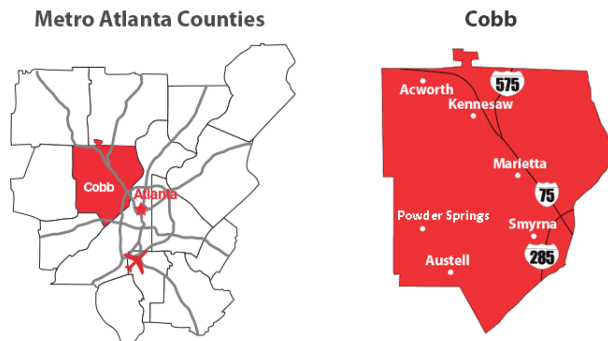 Metro Atlanta Counties
Cobb
Atlanta
Cobb
575
Acworth
Kennesaw
Marietta
75
Powder Springs
Smyrna
285
Austell